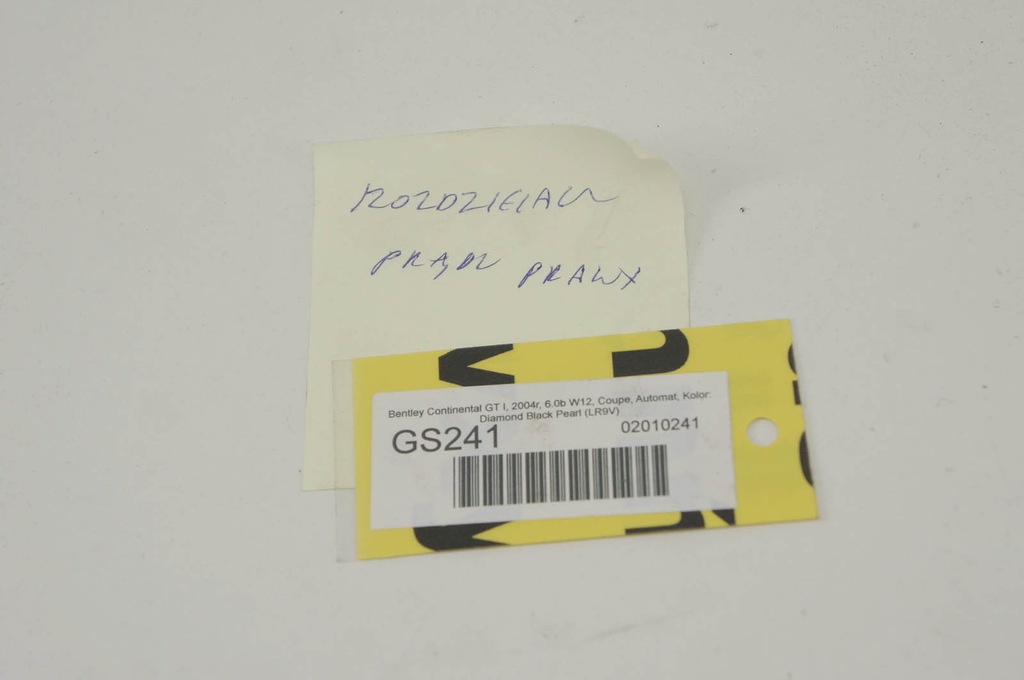 ROZDZIELACZ
PRĄDU PRAWY
Bentley Continental GT I, 2004r, 6.0b W12, Coupe, Automat, Kolor:
Diamond Black Pearl (LR9V)
GS241 02010241